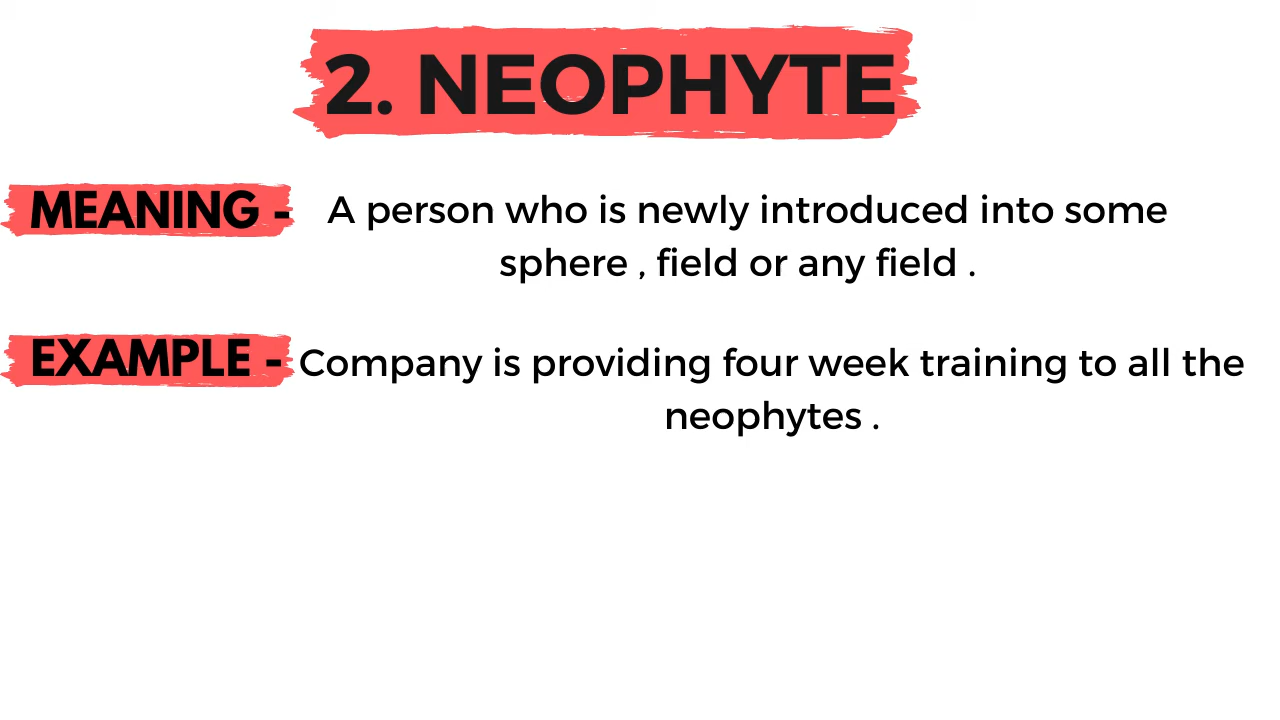 2. NEOPHYTE
MEANING - A person who is newly introduced into some
sphere , field or any field .
EXAMPLE - Company is providing four week training to all the
neophytes .